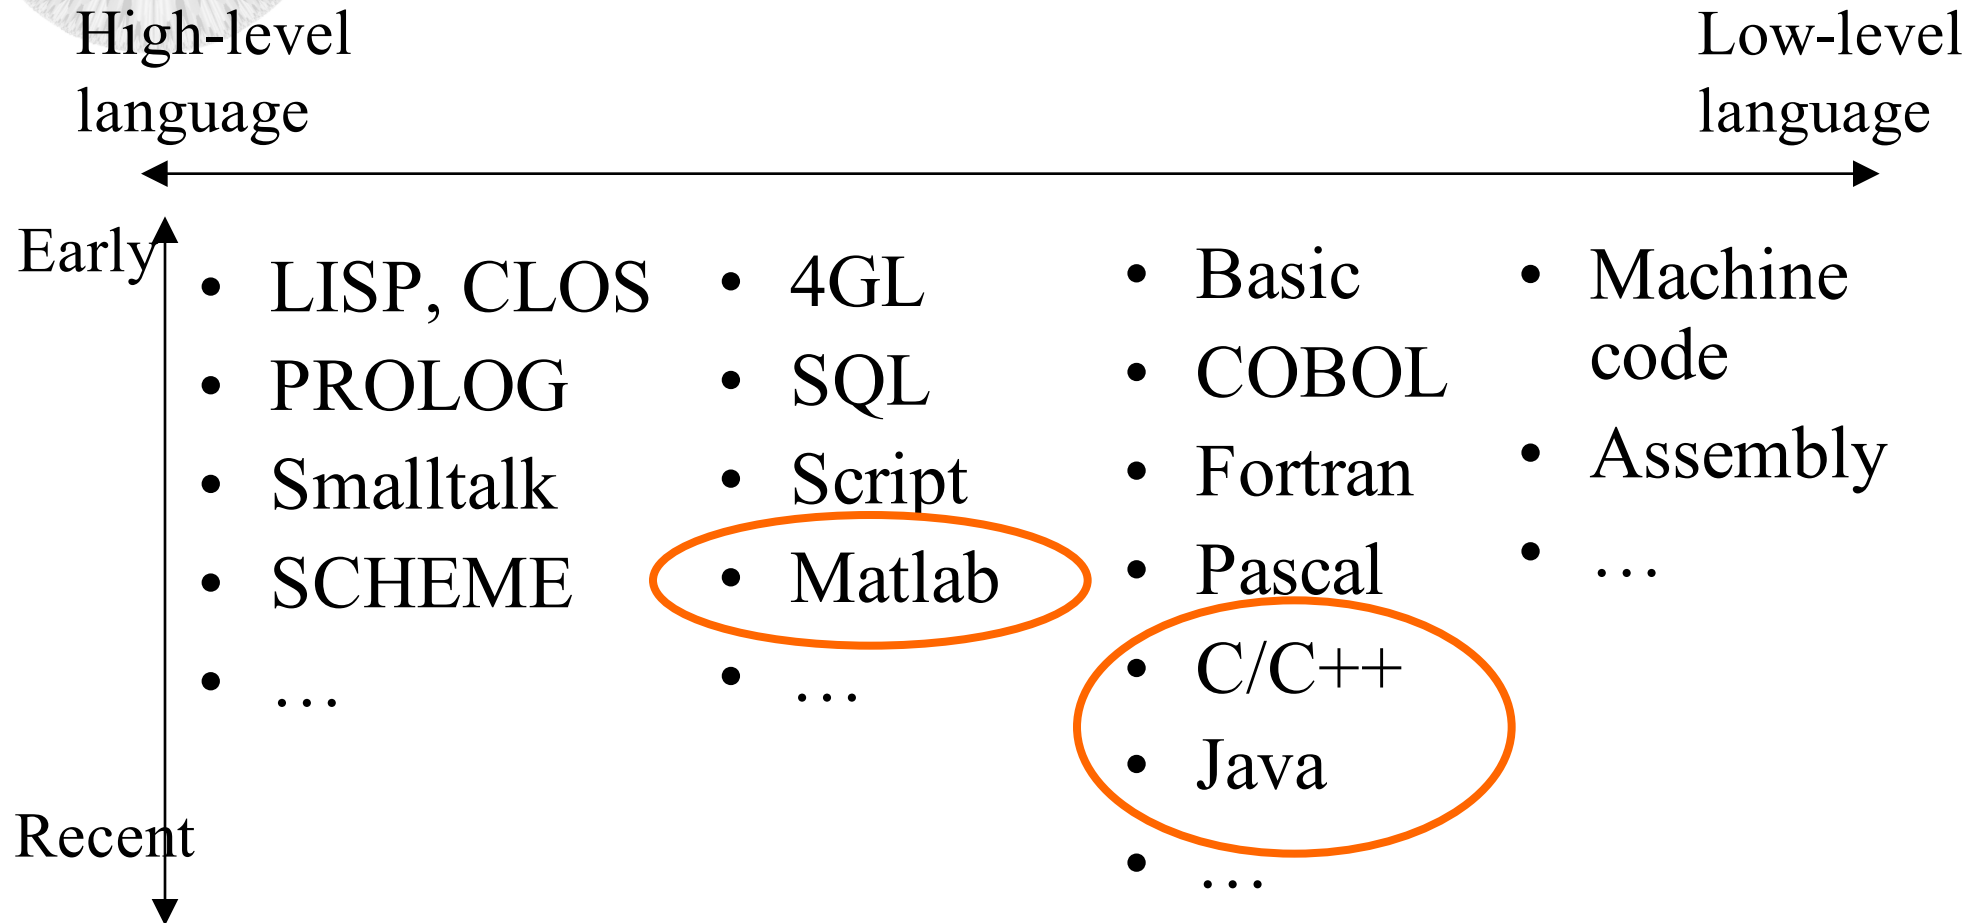 High-level
language
Low-level
language
Early
• LISP, CLOS
• PROLOG
• Smalltalk
• SCHEME
• …
• 4GL
• SQL
• Script
• Matlab
• …
• Basic
• COBOL
• Fortran
• Pascal
• C/C++
• Java
• …
• Machine
code
• Assembly
• …
Recent